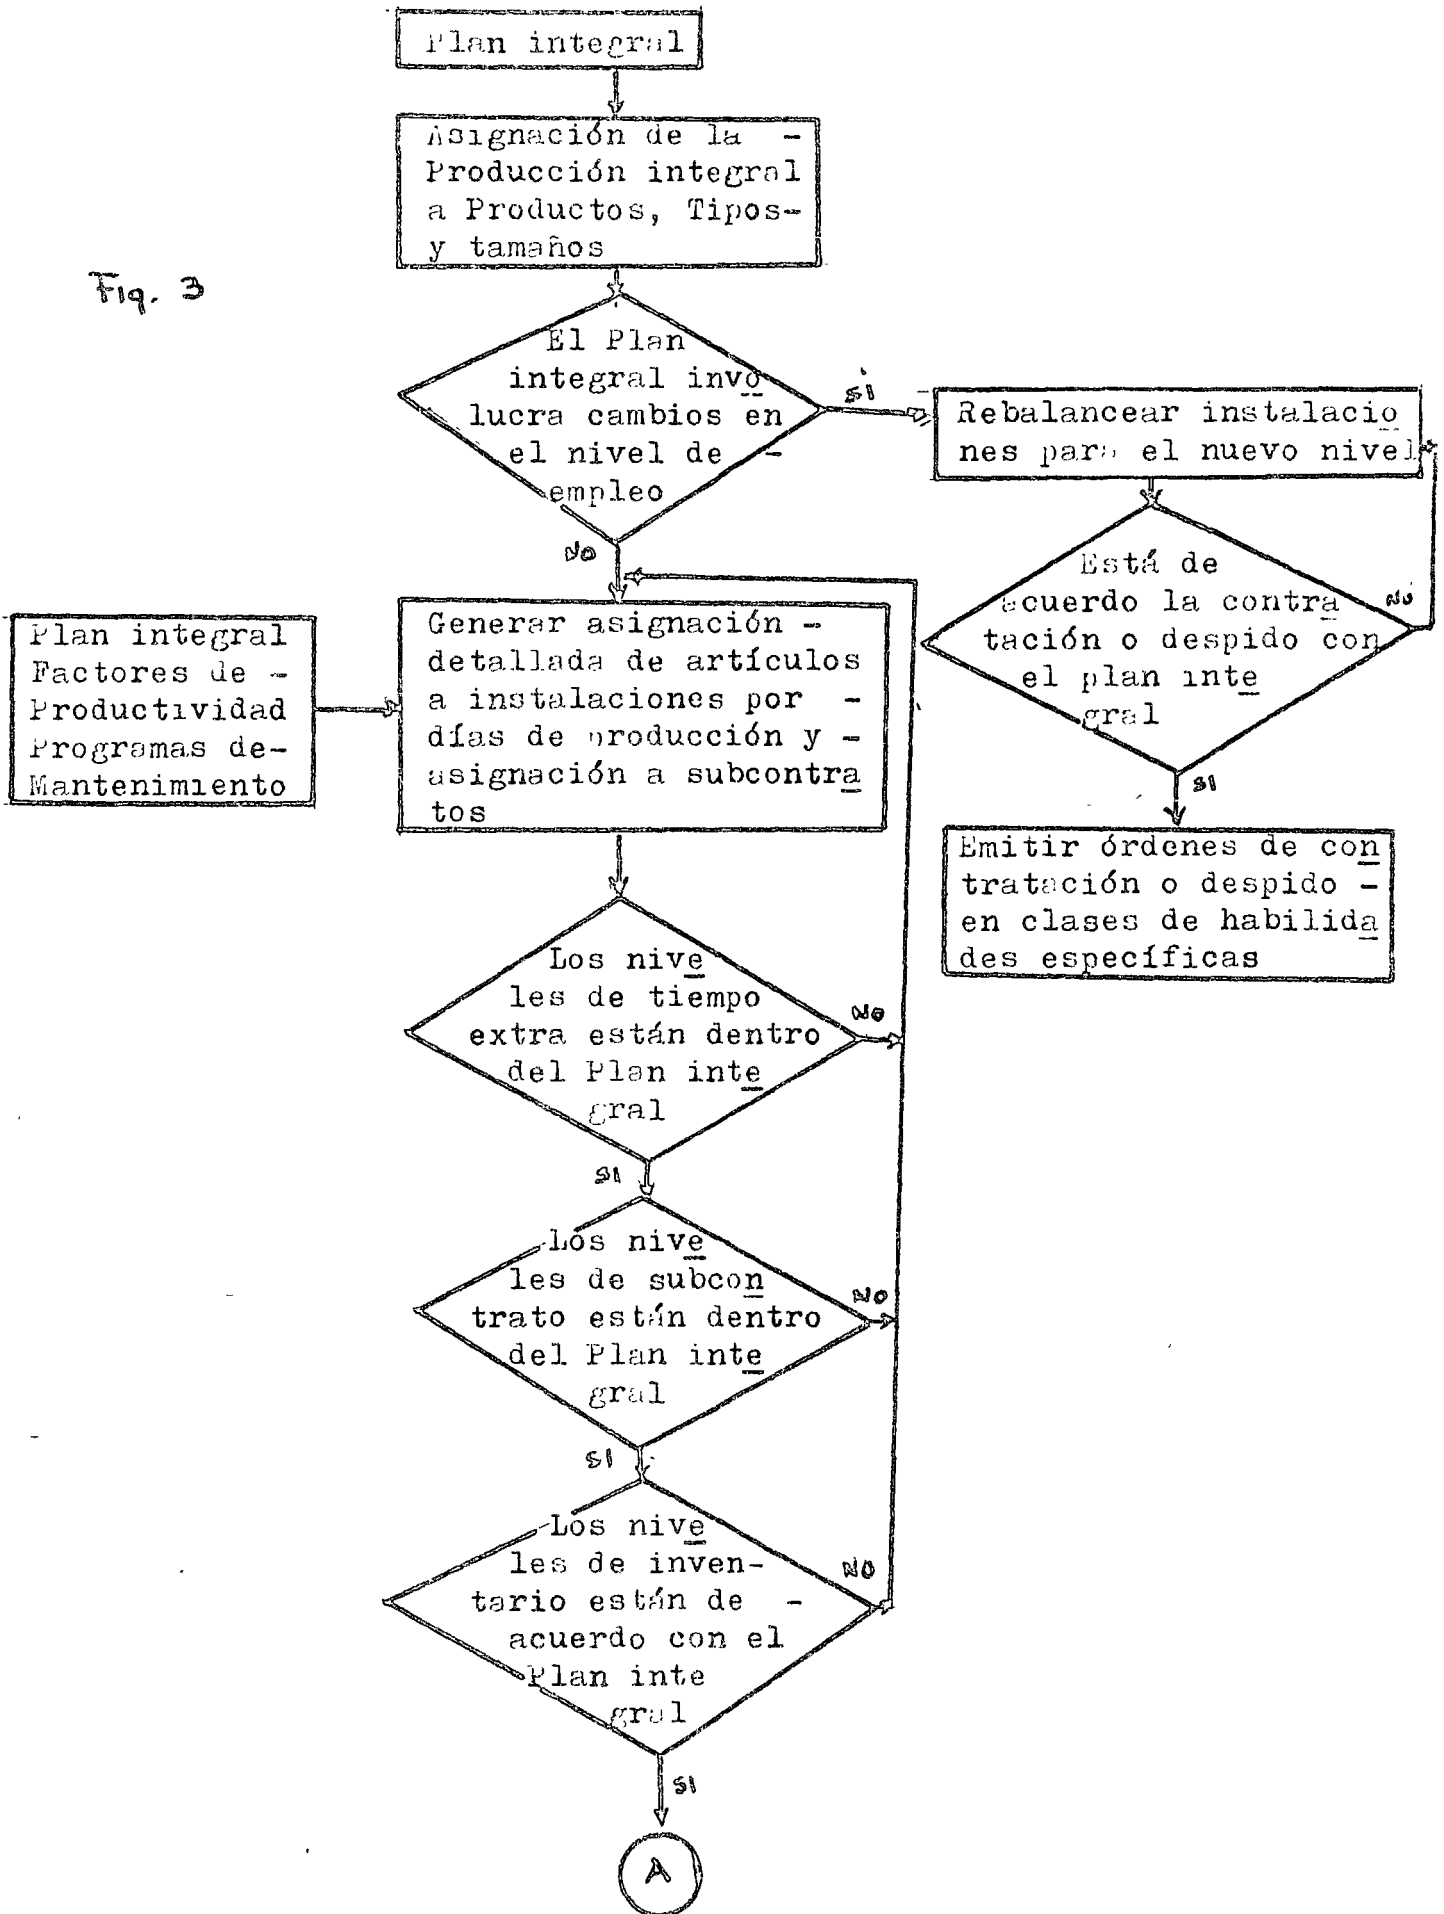 Plan integral
Asignación de la -
Producción integral
a Productos, Tipos-
y tamaños
Fig. 3
El Plan
integral invo
lucra cambios en
el nivel de -
empleo
SI
Rebalancear instalacio
nes para el nuevo nivel
NO
Está de
acuerdo la contra
tación o despido con
el plan inte
gral
NO
SI
Plan integral
Factores de -
Productividad
Programas de-
Mantenimiento
Generar asignación -
detallada de artículos
a instalaciones por -
días de producción y -
asignación a subcontra
tos
Emitir órdenes de con
tratación o despido -
en clases de habilida
des específicas
Los nive
les de tiempo
extra están dentro
del Plan inte
gral
NO
SI
Los nive
les de subcon
trato están dentro
del Plan inte
gral
NO
SI
Los nive
les de inven-
tario están de -
acuerdo con el
Plan inte
gral
NO
SI
A